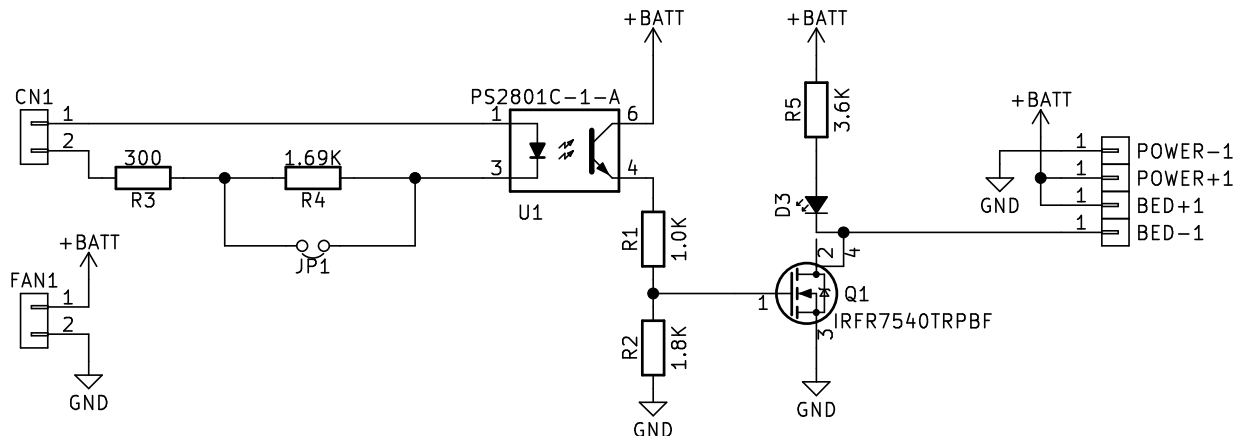 +BATT
+BATT
CN1
1
2
PS2801C-1-A
1
6
3
4
U1
300
R3
1.69K
R4
JP1
R5
3.6K
+BATT
1
POWER-1
1
POWER+1
1
BED+1
1
BED-1
GND
D3
R1
1.0K
2
4
+BATT
FAN1
1
2
GND
1
Q1
IRFR7540TRPBF
3
R2
1.8K
GND
GND